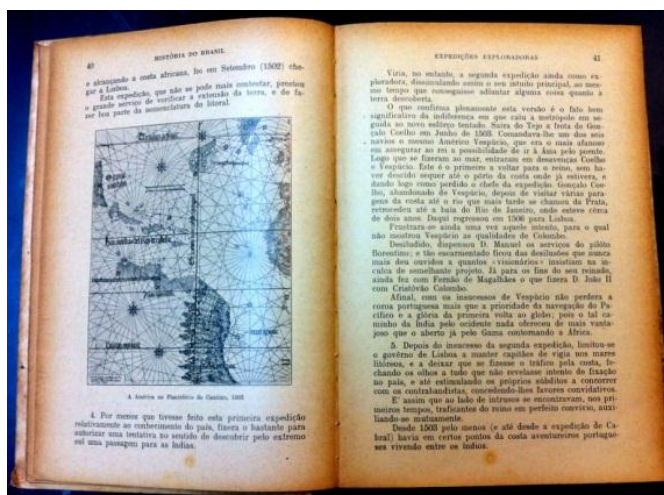 40
HISTÓRIA DO BRASIL
e alcançando a costa africana, foi em Setembro (1502) che-
gar a Lisboa.
Esta expedição, que não se pode mais contestar, prestou
o grande serviço de verificar a extensão da terra, e de fa-
zer boa parte da nomenclatura do litoral.
A América no Planisfério de Cantino, 1502
4. Por menos que tivesse feito esta primeira expedição
relativamente ao conhecimento do país, fizera o bastante para
autorizar uma tentativa no sentido de descobrir pelo extremo
sul uma passagem para as Índias.
EXPEDIÇÕES EXPLORADORAS
41
Viria, no entanto, a segunda expedição ainda como ex-
ploradora, dissimulando assim o seu intuito principal, ao mes-
mo tempo que conseguisse adiantar alguma coisa quanto à
terra descoberta.
O que confirma plenamente esta versão é o fato bem
significativo da indiferença em que caiu a metrópole em se-
guida ao novo esfôrço tentado. Saíra do Tejo a frota de Gon-
çalo Coelho em Junho de 1503. Comandava-lhe um dos seis
navios o mesmo Américo Vespúcio, que era o mais afanoso
em assegurar ao rei a possibilidade de ir à Ásia pelo poente.
Logo que se fizeram ao mar, entraram em desavenças Coelho
e Vespúcio. Êste é o primeiro a voltar para o reino, sem ha-
ver descido sequer até o pôrto da costa onde já estivera, e
dando logo como perdido o chefe da expedição. Gonçalo Coe-
lho, abandonado de Vespúcio, depois de visitar várias para-
gens da costa até o rio que mais tarde se chamou da Prata,
retrocedeu até a baía do Rio de Janeiro, onde esteve cêrca
de dois anos. Daqui regressou em 1506 para Lisboa.
Frustrara-se ainda uma vez aquele intento, para o qual
não mostrou Vespúcio as qualidades de Colombo.
Desiludido, dispensou D. Manuel os serviços do pilôto
florentino; e tão escarmentado ficou das desilusões que nunca
mais deu ouvidos a quantos «visionários» insistiam na in-
culca de semelhante projeto. Já para os fins do seu reinado,
ainda fez com Fernão de Magalhães o que fizera D. João II
com Cristóvão Colombo.
Afinal, com os insucessos de Vespúcio não perdera a
coroa portuguesa mais que a prioridade da navegação do Pa-
cífico e a glória da primeira volta ao globo; pois o tal ca-
minho da Índia pelo ocidente nada ofereceu de mais vanta-
joso que o aberto já pelo Gama contornando a África.
5. Depois do insucesso da segunda expedição, limitou-se
o govêrno de Lisboa a manter capitães de vigia nos mares
litóreos, e a deixar que se fizesse o tráfico pela costa, fe-
chando os olhos a tudo que não revelasse intento de fixação
no país, e até estimulando os próprios súbditos a concorrer
com os contrabandistas, concedendo-lhes favores convidativos.
E' assim que ao lado de intrusos se encontravam, nos pri-
meiros tempos, traficantes do reino em perfeito convívio, auxi-
liando-se mùtuamente.
Desde 1503 pelo menos (e até desde a expedição de Ca-
bral) havia em certos pontos da costa aventureiros portugue-
ses vivendo entre os índios.